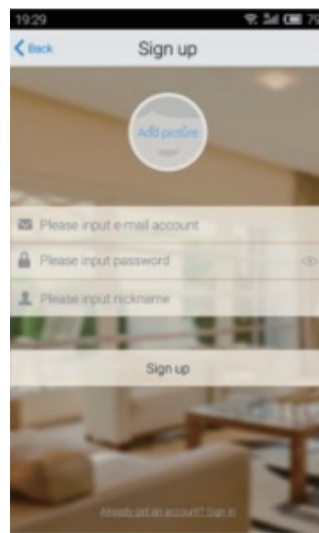 19:29 79
Back Sign up
Add picture
Please input e-mail account
Please input password
Please input nickname
Sign up
Already got an account? Sign in